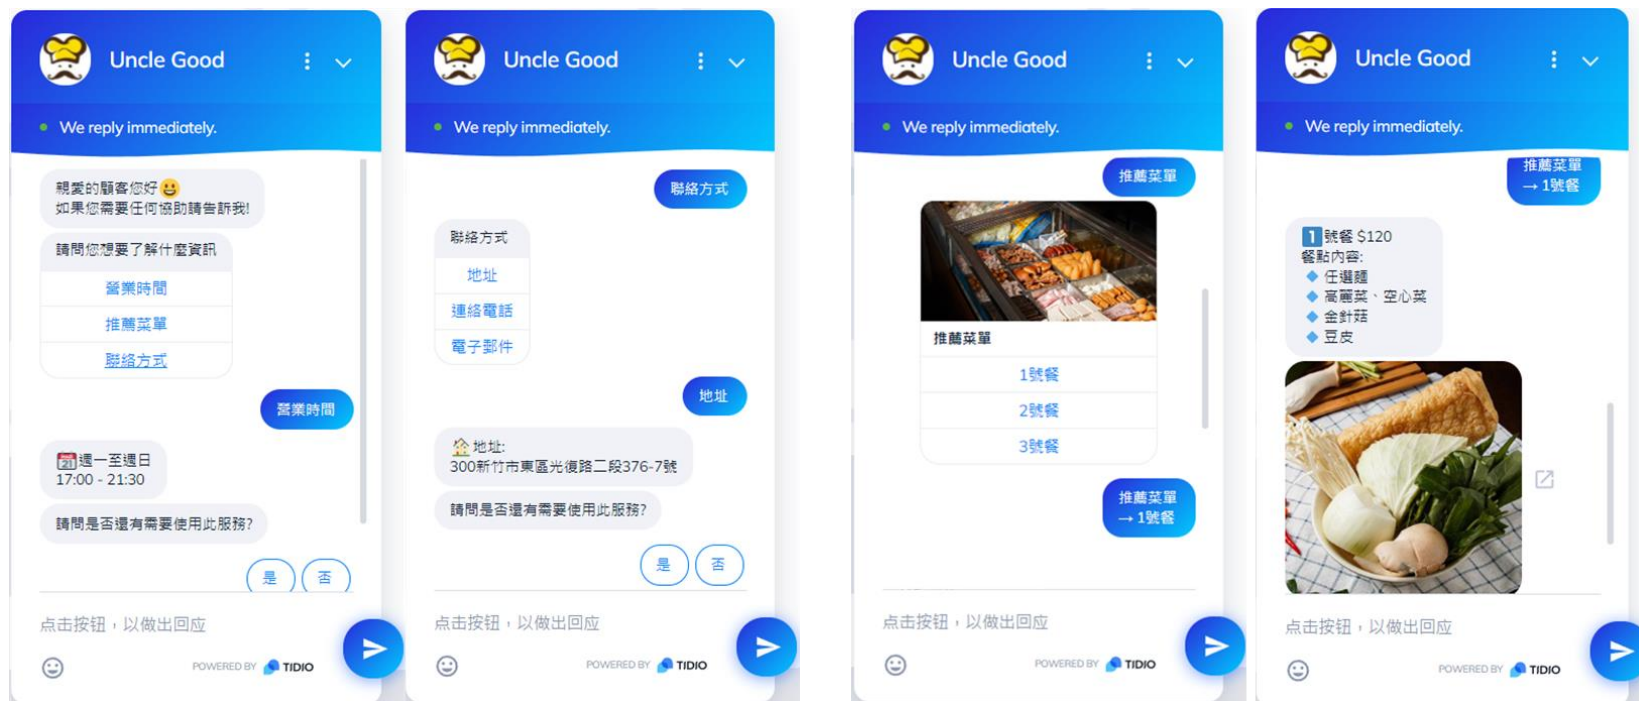 Uncle Good
We reply immediately.
親愛的顧客您好😃
如果您需要任何協助請告訴我!
請問您想要了解什麼資訊
營業時間
推薦菜單
聯絡方式
營業時間
📅週一至週日
17:00 - 21:30
請問是否還有需要使用此服務?
是 否
点击按钮，以做出回应
POWERED BY TIDIO
Uncle Good
We reply immediately.
聯絡方式
聯絡方式
地址
連絡電話
電子郵件
地址
🏠地址:
300新竹市東區光復路二段376-7號
請問是否還有需要使用此服務?
是 否
点击按钮，以做出回应
POWERED BY TIDIO
Uncle Good
We reply immediately.
推薦菜單
推薦菜單
1號餐
2號餐
3號餐
推薦菜單
→ 1號餐
点击按钮，以做出回应
POWERED BY TIDIO
Uncle Good
We reply immediately.
推薦菜單
→ 1號餐
1️⃣號餐 $120
餐點內容:
🔹任選麵
🔹高麗菜、空心菜
🔹金針菇
🔹豆皮
点击按钮，以做出回应
POWERED BY TIDIO